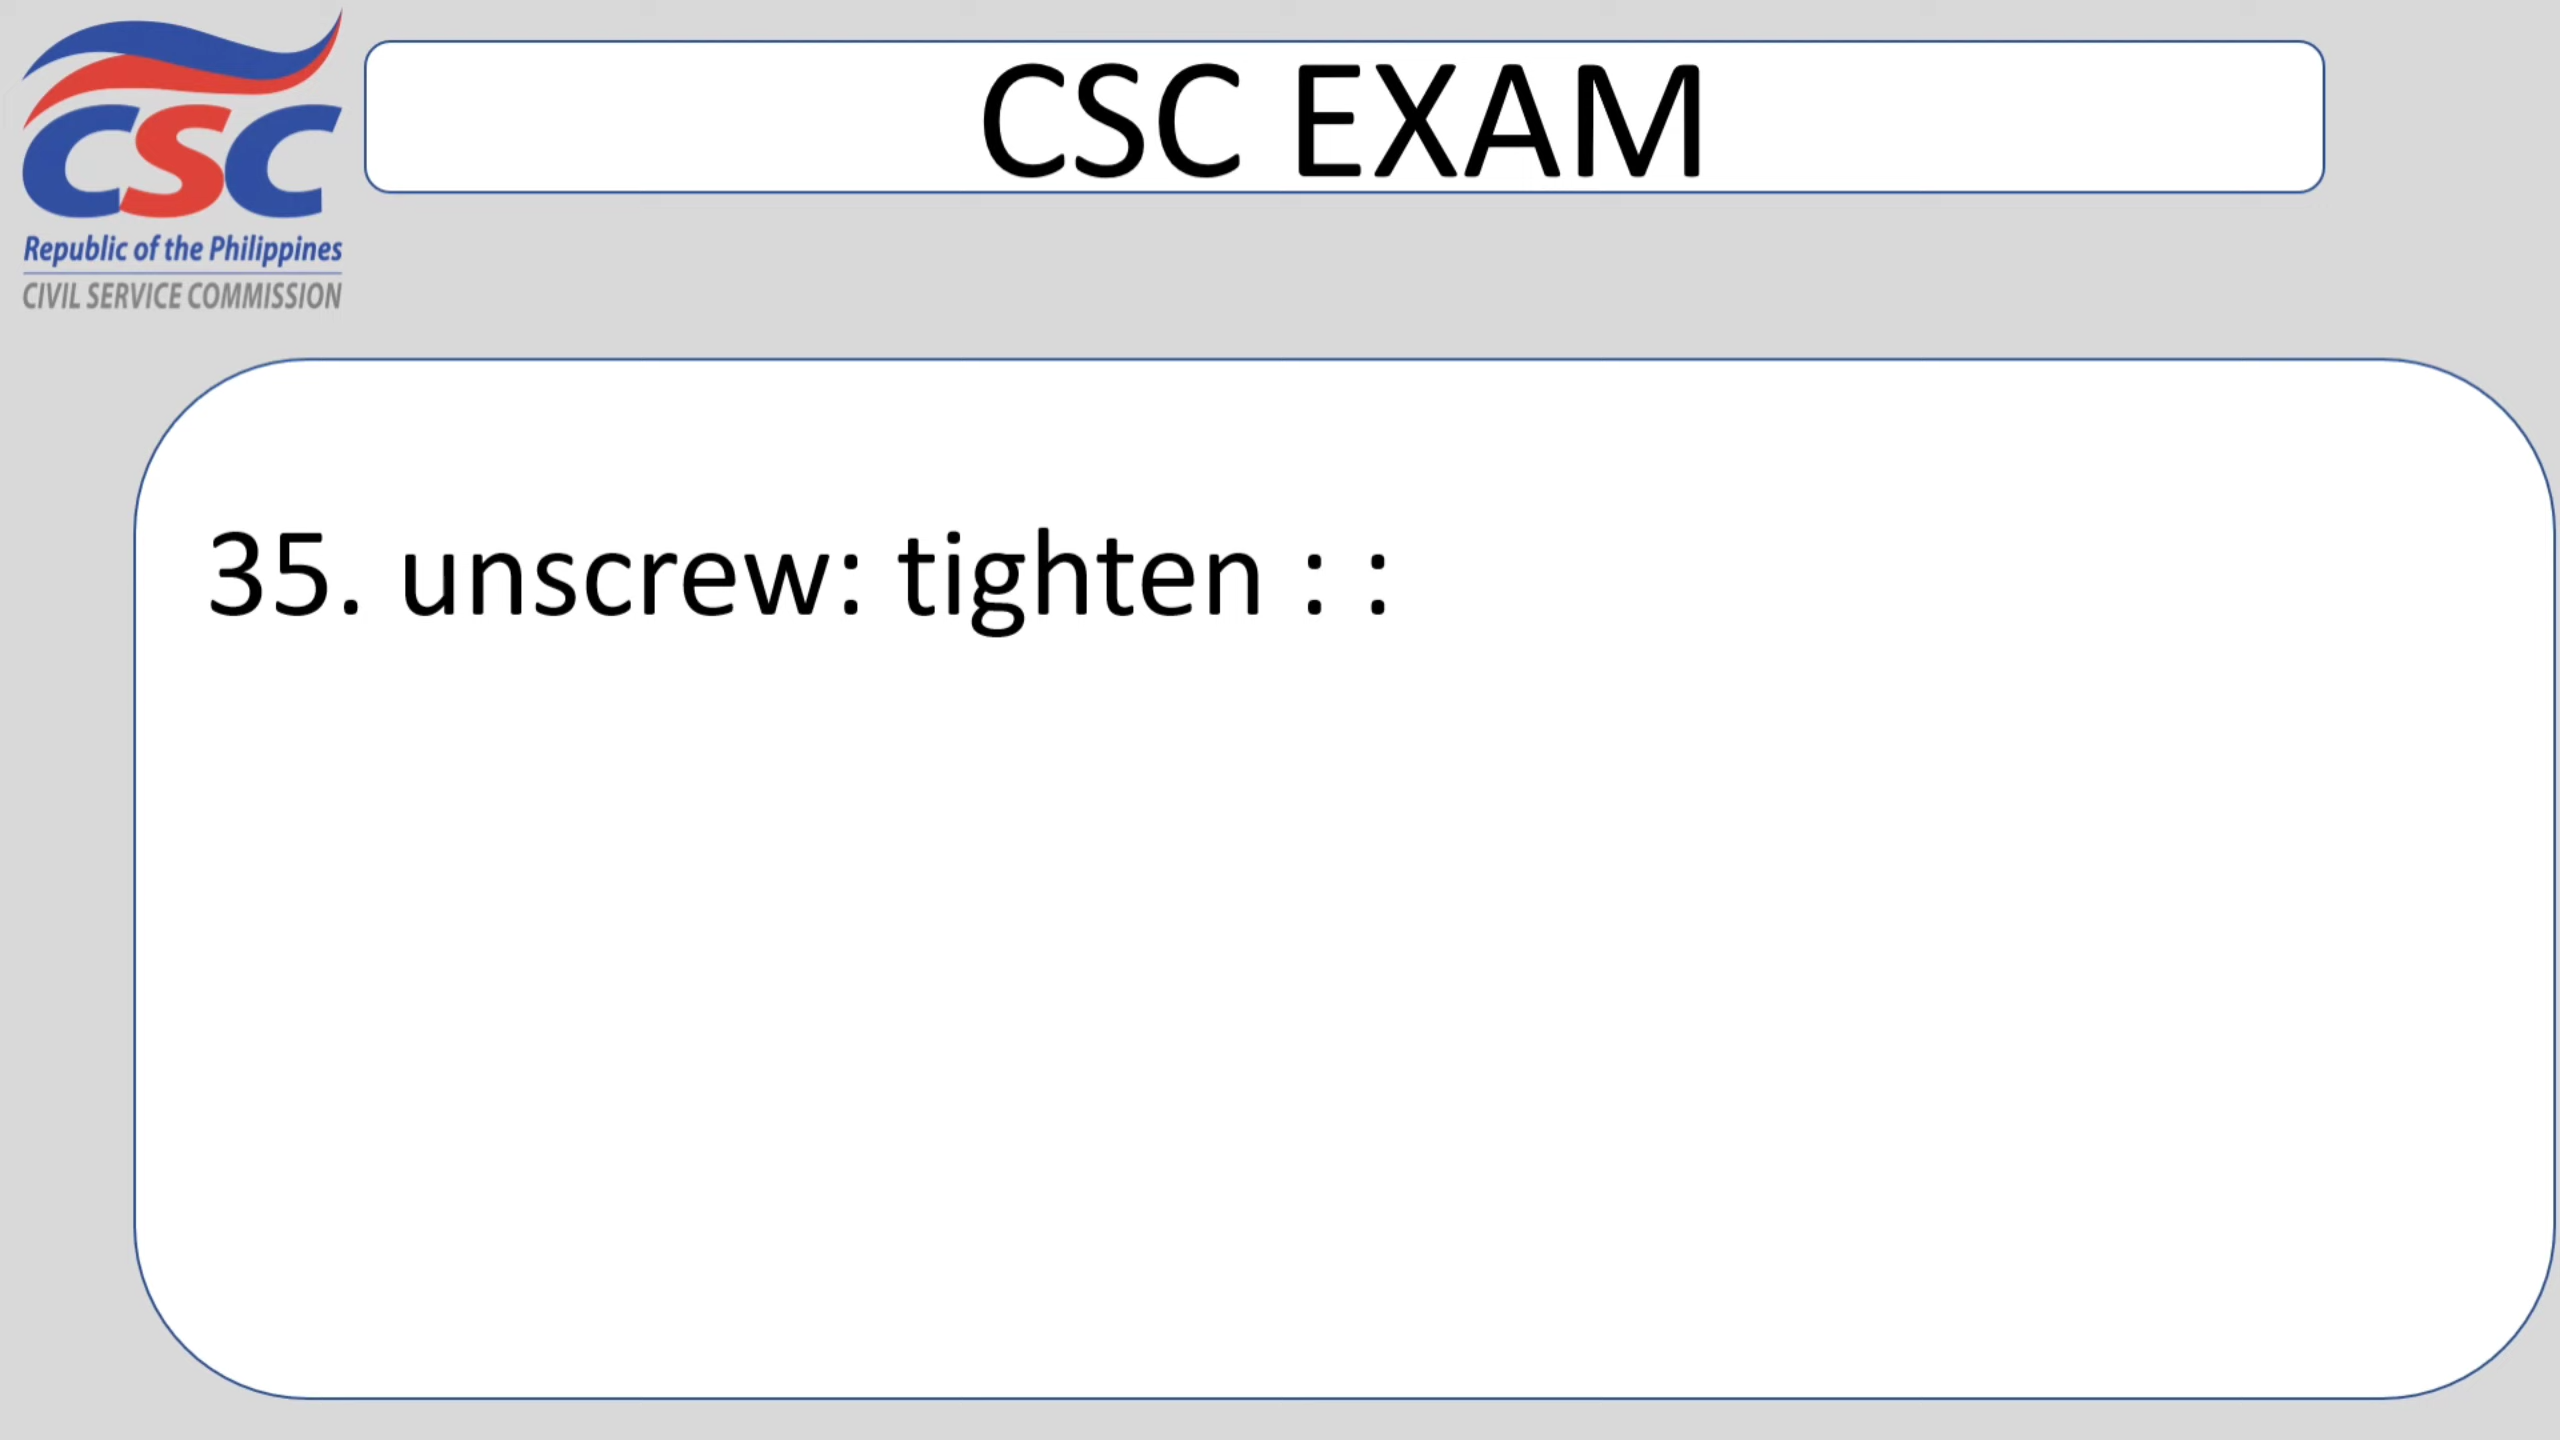 CSC EXAM
CSC
Republic of the Philippines
CIVIL SERVICE COMMISSION
35. unscrew: tighten : :